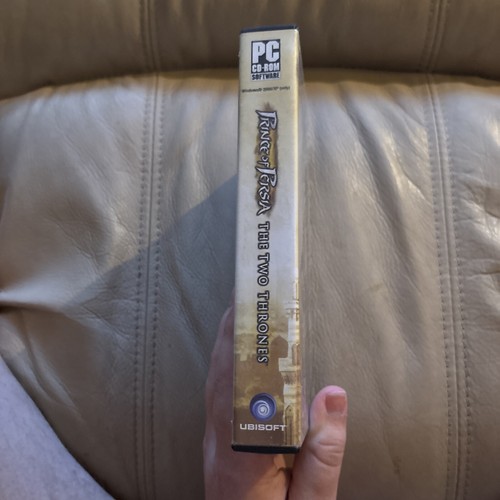 PC
CD-ROM
SOFTWARE
Prince of Persia
THE TWO THRONES
UBISOFT